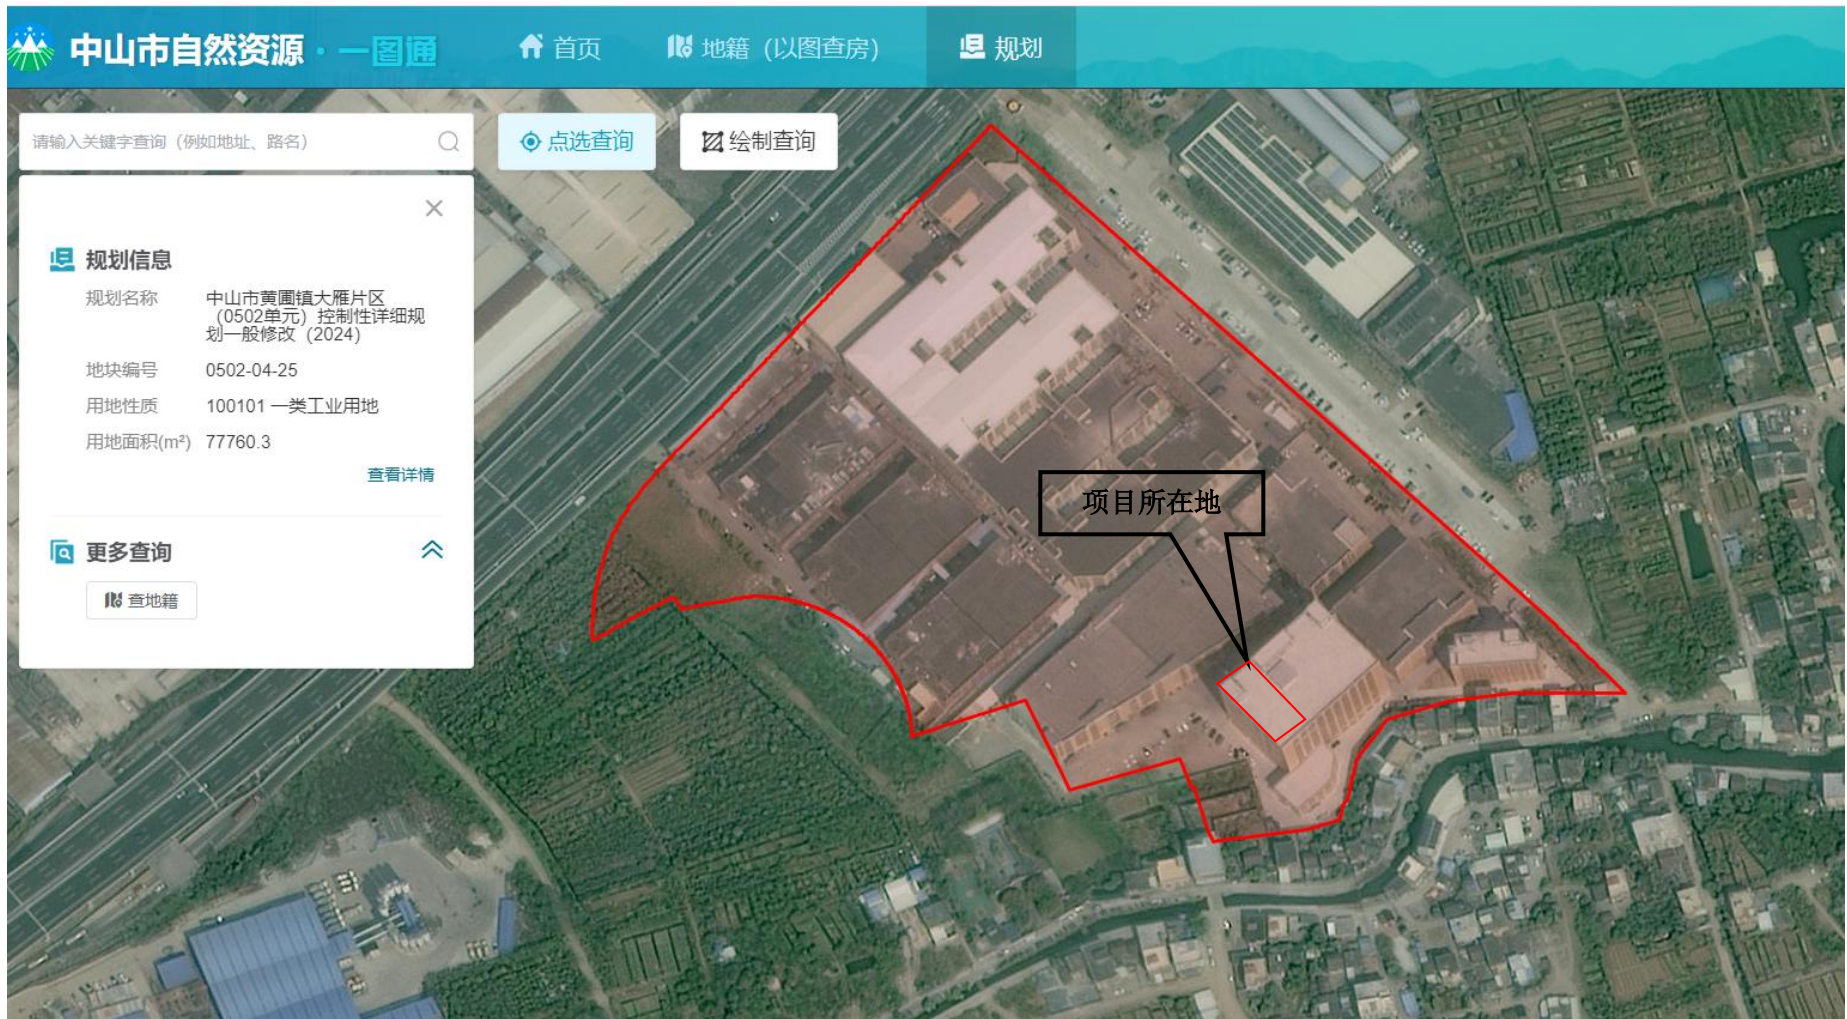 中山市自然资源·一图通
首页
地籍（以图查房）
规划
请输入关键字查询（例如地址、路名）
点选查询
绘制查询
规划信息
规划名称 中山市黄圃镇大雁片区
（0502单元）控制性详细规
划一般修改（2024）
地块编号 0502-04-25
用地性质 100101 一类工业用地
用地面积(m²) 77760.3
查看详情
更多查询
查地籍
项目所在地